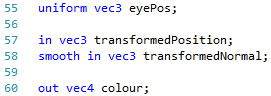 55 uniform vec3 eyePos;
56
57 in vec3 transformedPosition;
58 smooth in vec3 transformedNormal;
59
60 out vec4 colour;